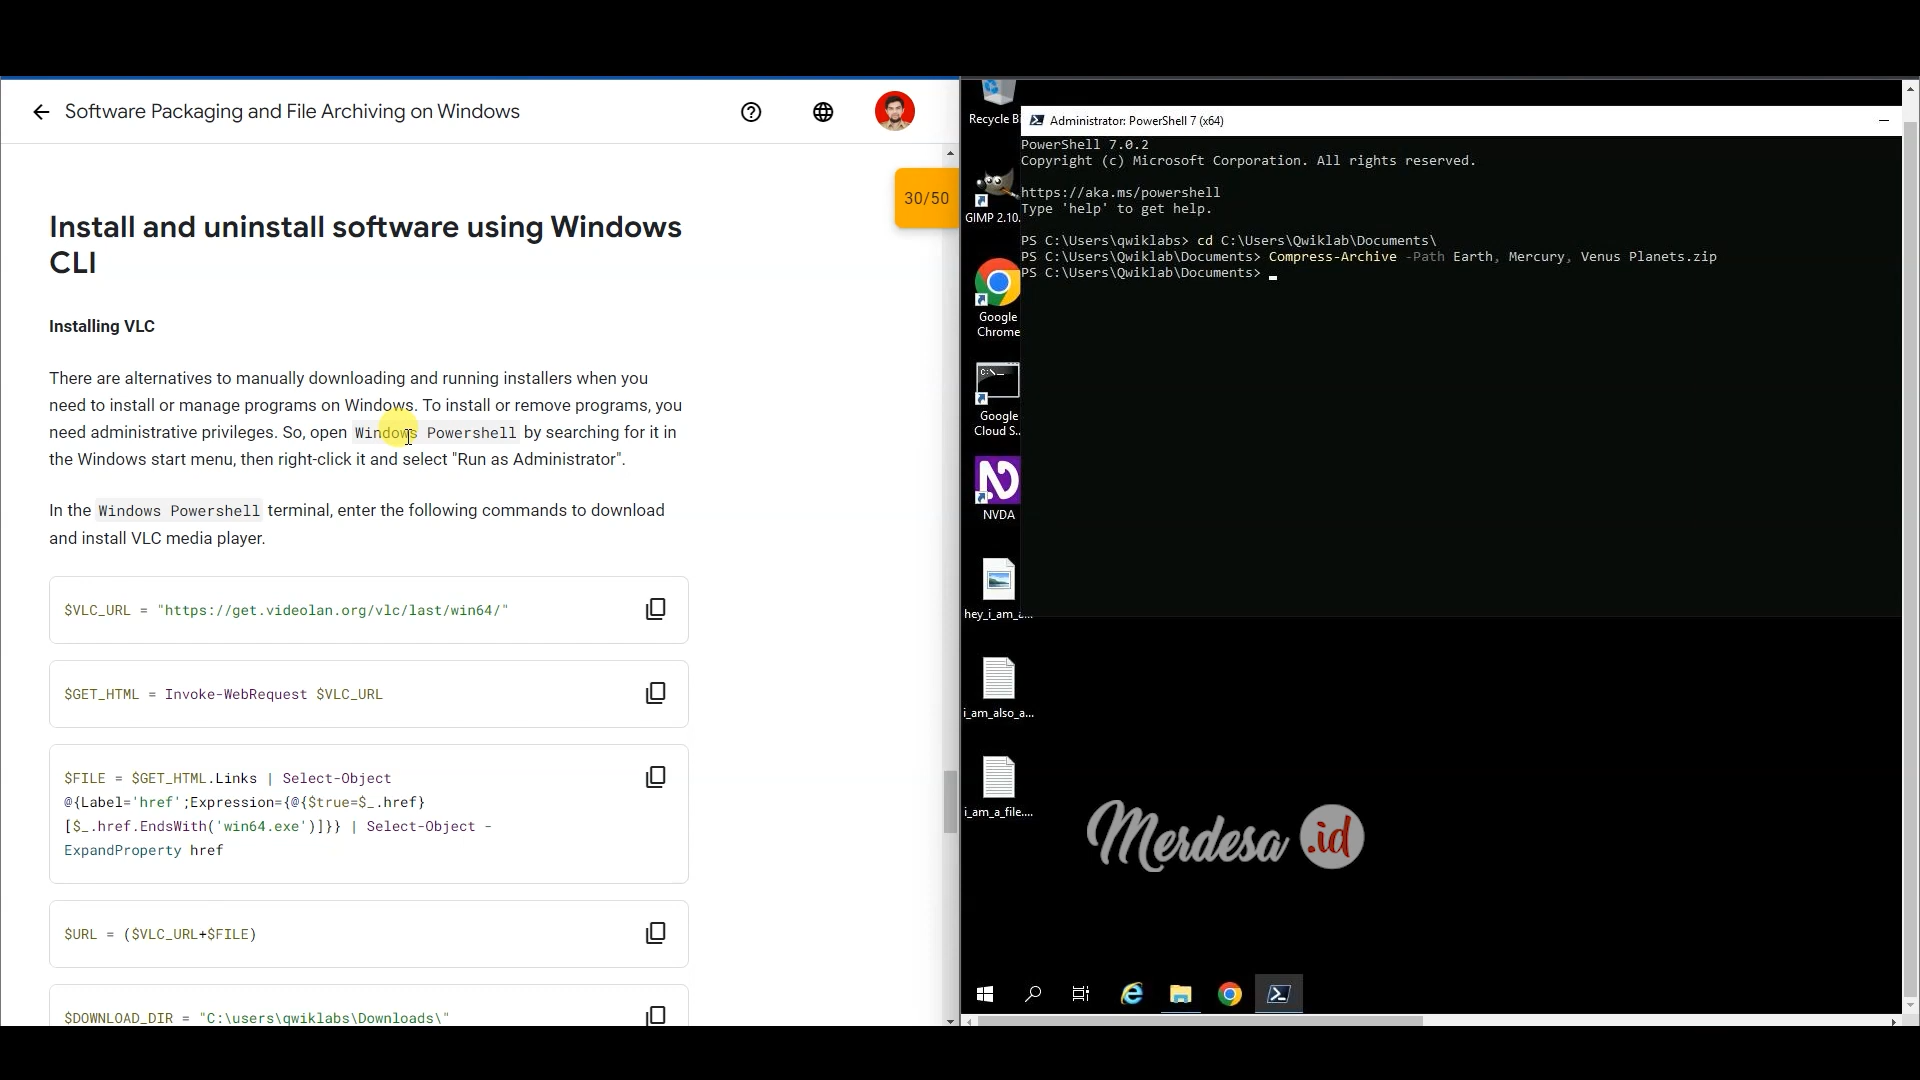 Software Packaging and File Archiving on Windows
30/50
Install and uninstall software using Windows
CLI
Installing VLC
There are alternatives to manually downloading and running installers when you
need to install or manage programs on Windows. To install or remove programs, you
need administrative privileges. So, open Windows Powershell by searching for it in
the Windows start menu, then right-click it and select "Run as Administrator".
In the Windows Powershell terminal, enter the following commands to download
and install VLC media player.
$VLC_URL = "https://get.videolan.org/vlc/last/win64/"
$GET_HTML = Invoke-WebRequest $VLC_URL
$FILE = $GET_HTML.Links | Select-Object
@{Label='href';Expression={@{$true=$_.href}
[$_.href.EndsWith('win64.exe')]}} | Select-Object -
ExpandProperty href
$URL = ($VLC_URL+$FILE)
$DOWNLOAD_DIR = "C:\users\qwiklabs\Downloads\"
Recycle B
GIMP 2.10.
Google
Chrome
Google
Cloud S...
NVDA
hey_i_am_a...
i_am_also_a...
i_am_a_file....
Administrator: PowerShell 7 (x64)
PowerShell 7.0.2
Copyright (c) Microsoft Corporation. All rights reserved.
https://aka.ms/powershell
Type 'help' to get help.
PS C:\Users\qwiklabs> cd C:\Users\Qwiklab\Documents\
PS C:\Users\Qwiklab\Documents> Compress-Archive -Path Earth, Mercury, Venus Planets.zip
PS C:\Users\Qwiklab\Documents>
Merdesa .id